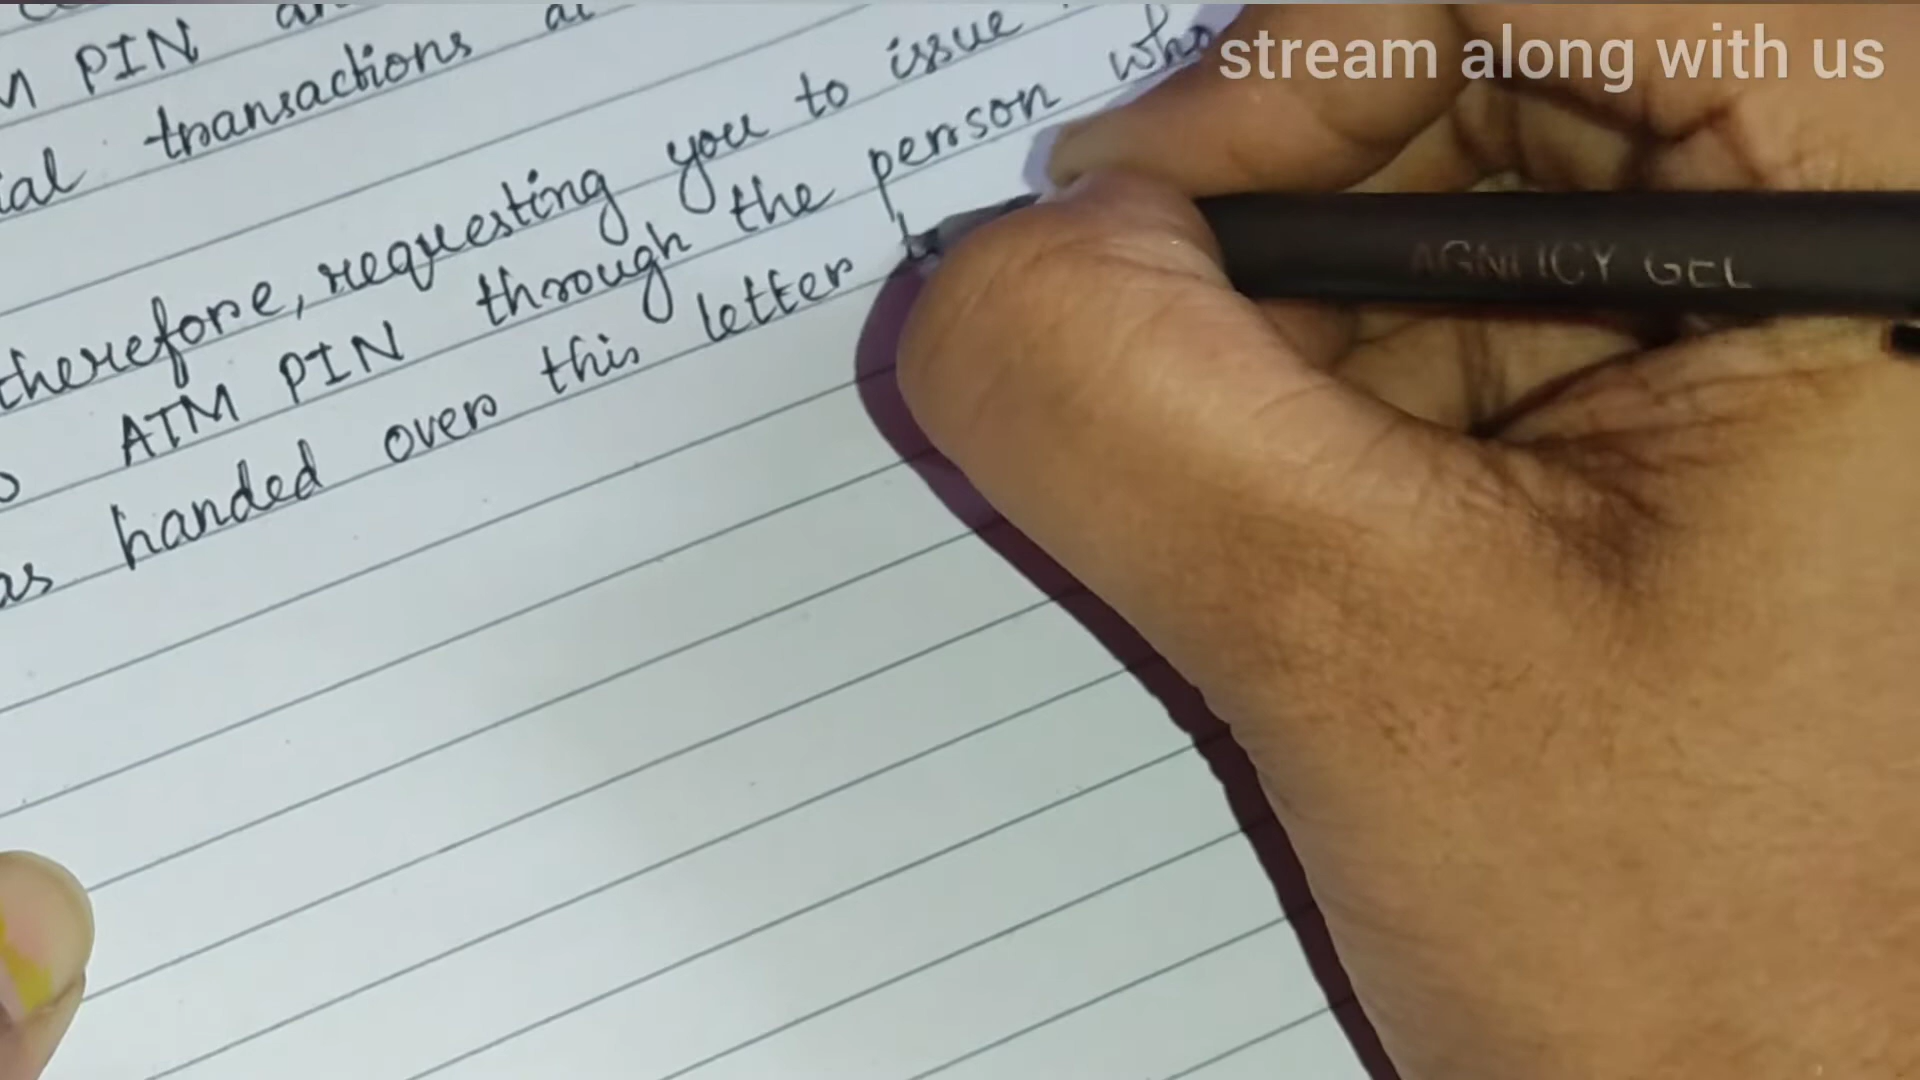 PIN
transactions
stream along with us
therefore, requesting you to issue
ATM PIN through the person who
handed over this letter
GEL